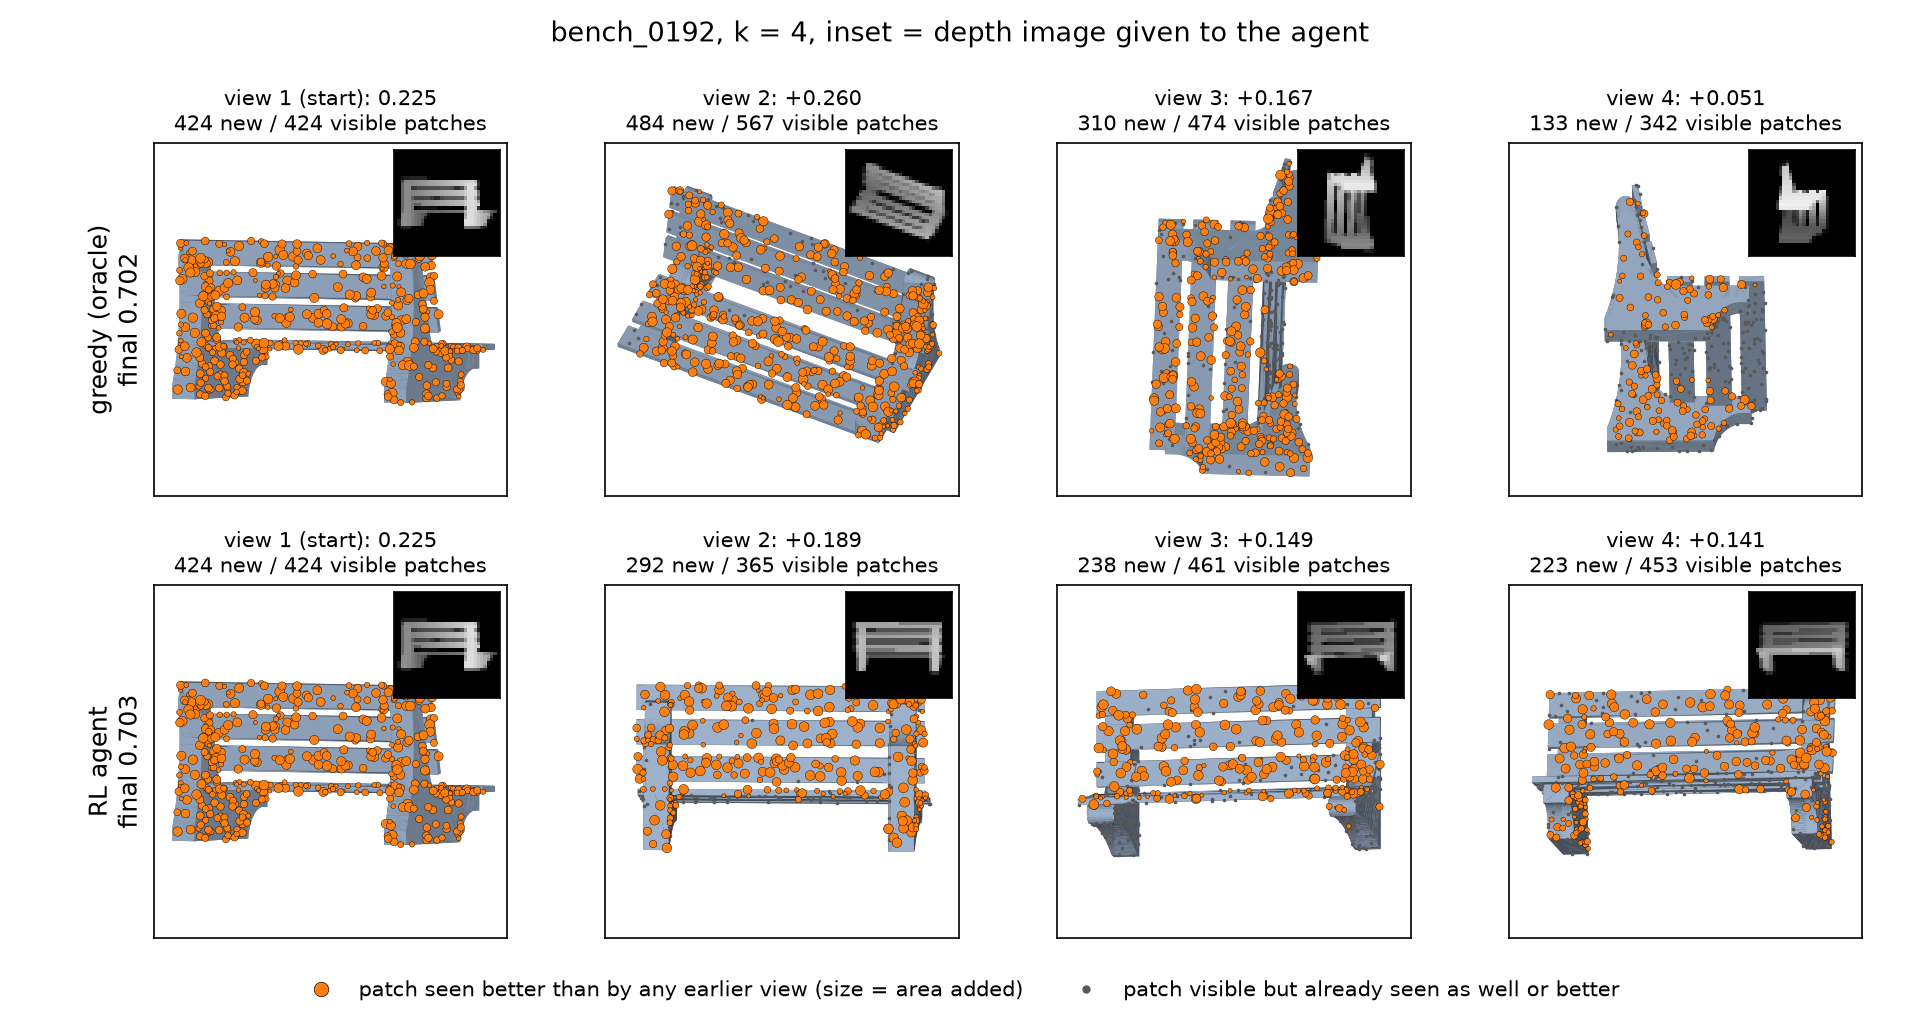 bench_0192, k = 4, inset = depth image given to the agent
view 1 (start): 0.225
424 new / 424 visible patches
view 2: +0.260
484 new / 567 visible patches
view 3: +0.167
310 new / 474 visible patches
view 4: +0.051
133 new / 342 visible patches
greedy (oracle)
final 0.702
view 1 (start): 0.225
424 new / 424 visible patches
view 2: +0.189
292 new / 365 visible patches
view 3: +0.149
238 new / 461 visible patches
view 4: +0.141
223 new / 453 visible patches
RL agent
final 0.703
patch seen better than by any earlier view (size = area added)
patch visible but already seen as well or better